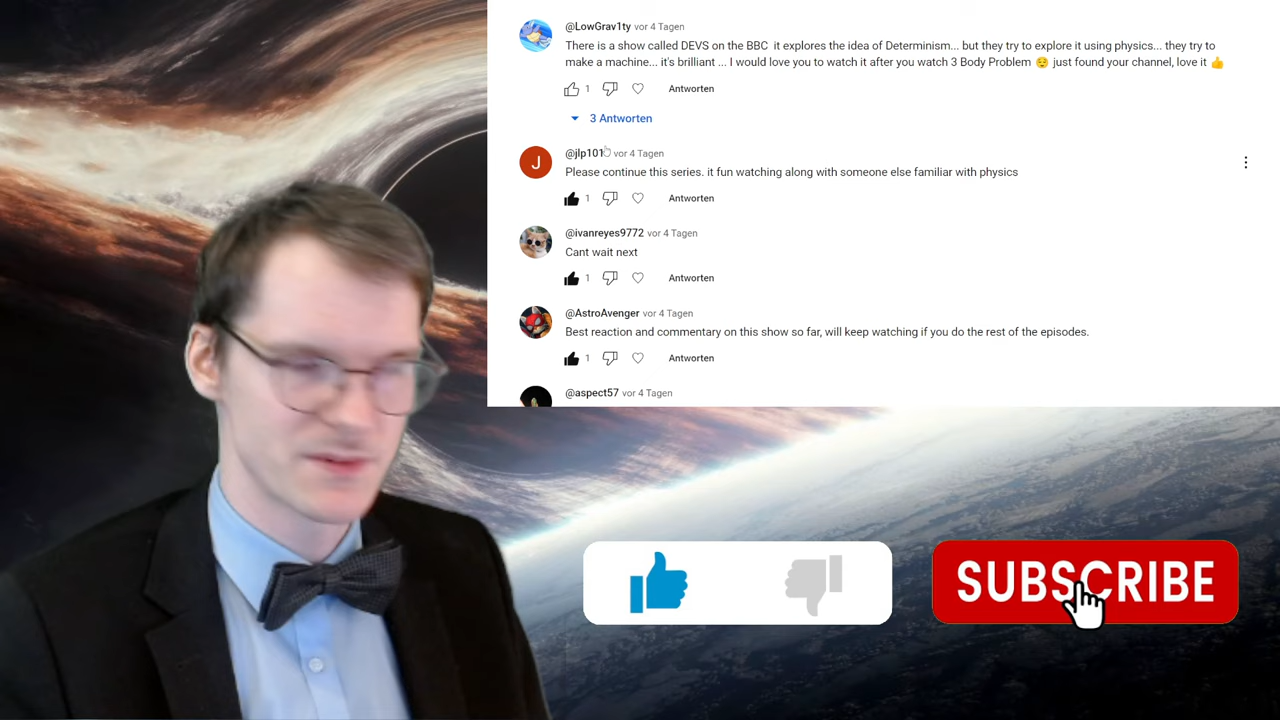 @LowGrav1ty vor 4 Tagen
There is a show called DEVS on the BBC  it explores the idea of Determinism... but they try to explore it using physics... they try to
make a machine... it's brilliant ... I would love you to watch it after you watch 3 Body Problem 😌 just found your channel, love it 👍
1 Antworten
3 Antworten
J
@jlp101 vor 4 Tagen
Please continue this series. it fun watching along with someone else familiar with physics
1 Antworten
@ivanreyes9772 vor 4 Tagen
Cant wait next
1 Antworten
@AstroAvenger vor 4 Tagen
Best reaction and commentary on this show so far, will keep watching if you do the rest of the episodes.
1 Antworten
@aspect57 vor 4 Tagen
SUBSCRIBE